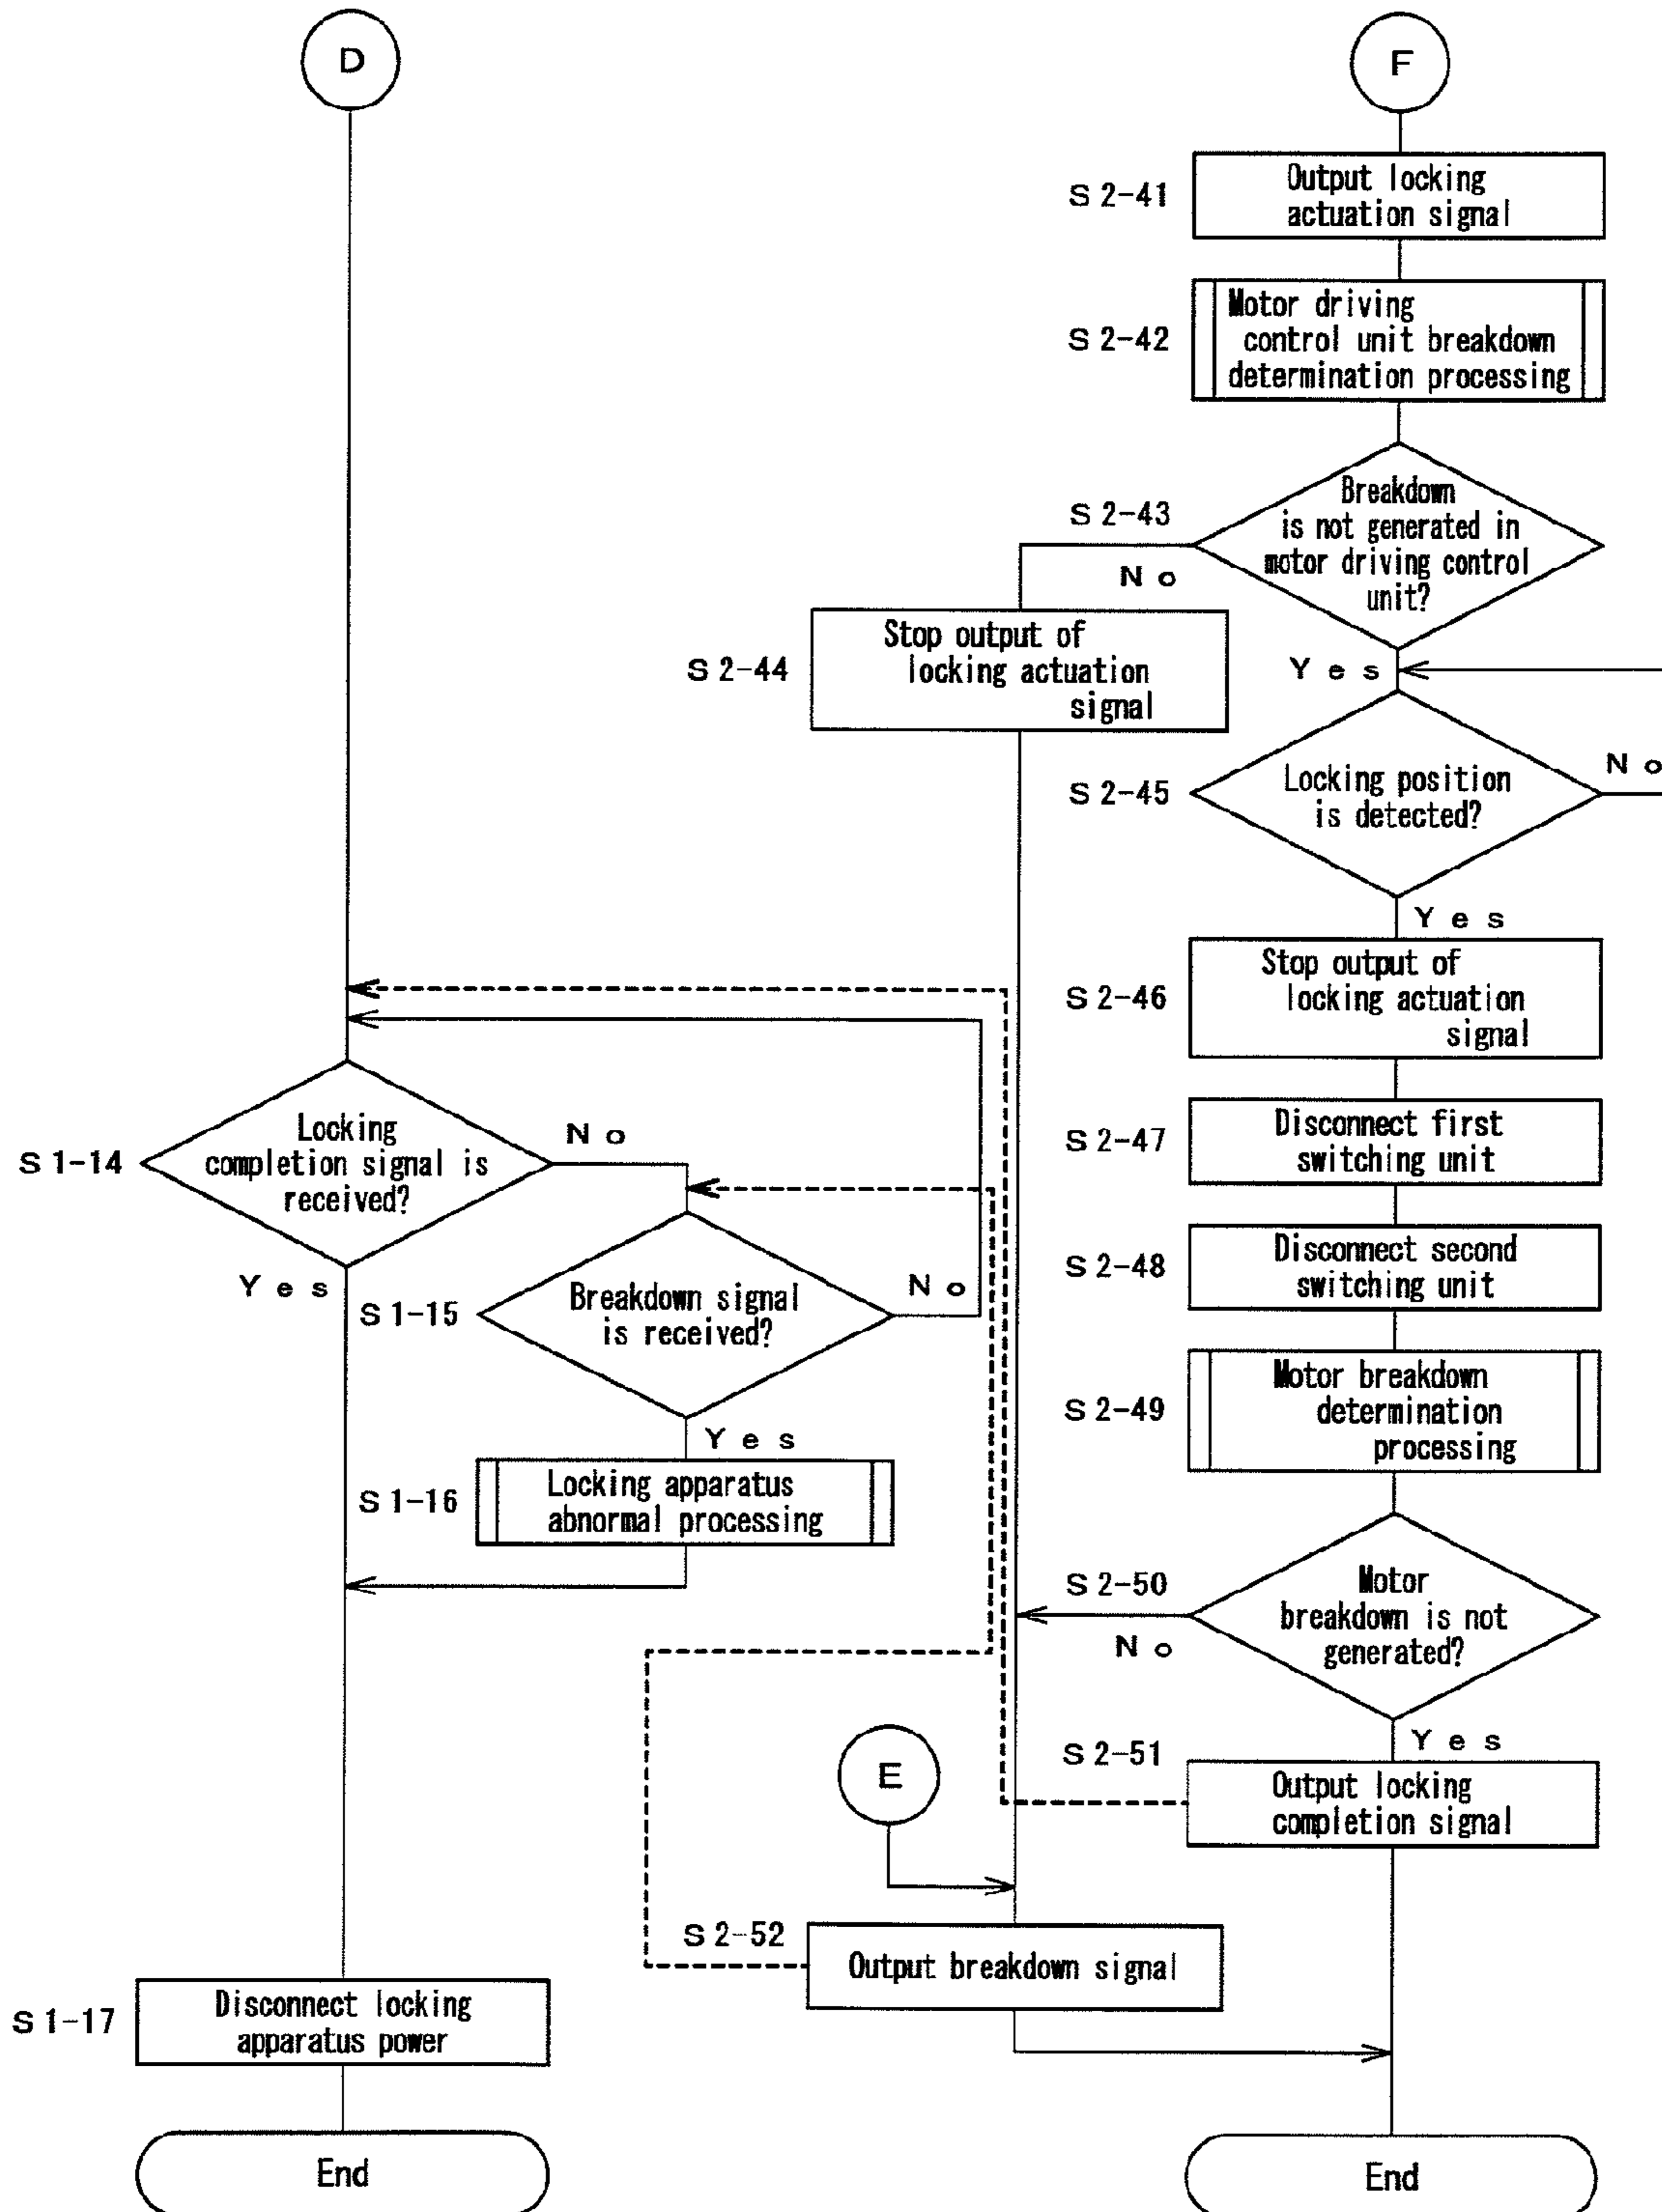 D
F
S 2-41
Output locking
actuation signal
S 2-42
Motor driving
control unit breakdown
determination processing
S 2-43
Breakdown
is not generated in
motor driving control
unit?
No
Yes
S 2-44
Stop output of
locking actuation
signal
S 2-45
Locking position
is detected?
No
Yes
S 2-46
Stop output of
locking actuation
signal
S 2-47
Disconnect first
switching unit
S 1-14
Locking
completion signal is
received?
No
Yes
S 2-48
Disconnect second
switching unit
S 1-15
Breakdown signal
is received?
No
Yes
S 2-49
Motor breakdown
determination
processing
S 1-16
Locking apparatus
abnormal processing
S 2-50
Motor
breakdown is not
generated?
No
Yes
E
S 2-51
Output locking
completion signal
S 2-52
Output breakdown signal
S 1-17
Disconnect locking
apparatus power
End
End